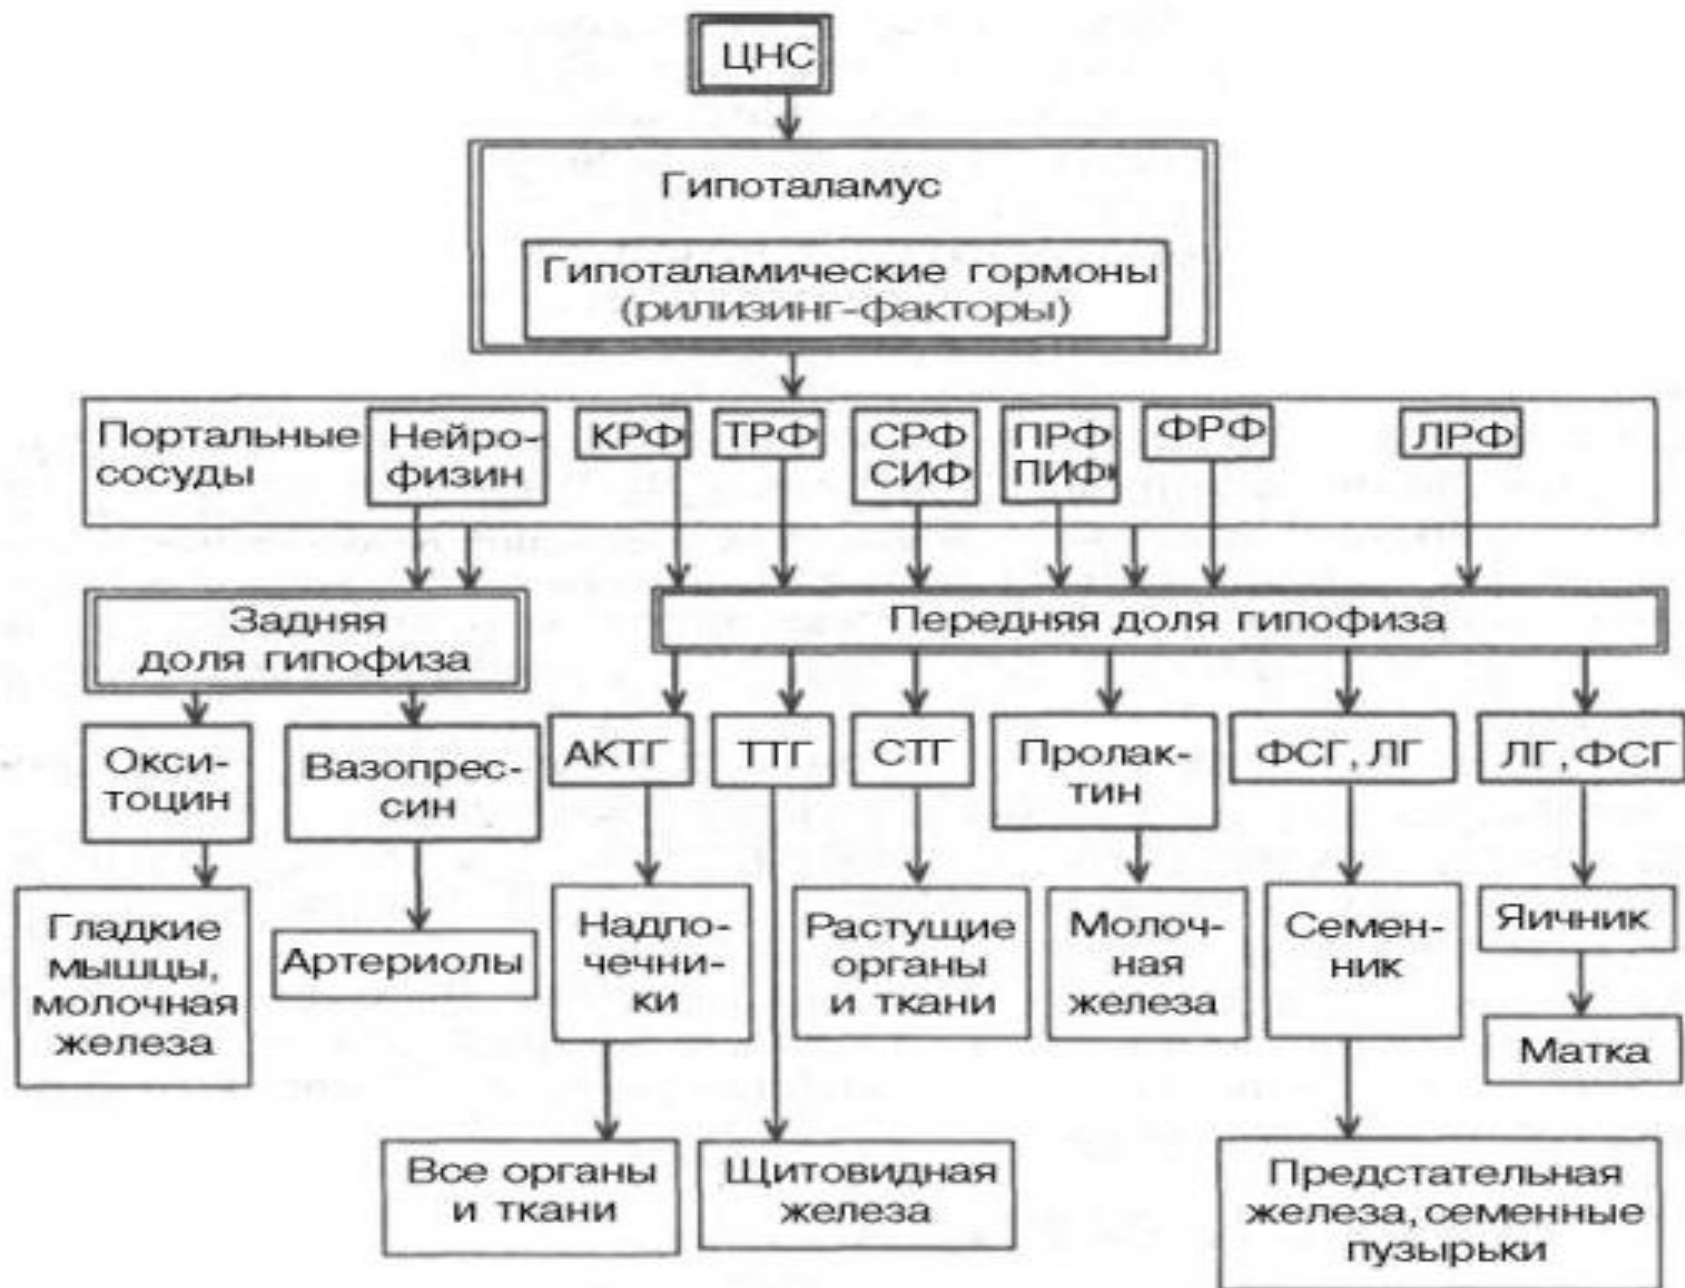 ЦНС
Гипоталамус
Гипоталамические гормоны
(рилизинг-факторы)
Портальные
сосуды
Нейро-
физин
КРФ
ТРФ
СРФ
СИФ
ПРФ
ПИФ
ФРФ
ЛРФ
Задняя
доля гипофиза
Передняя доля гипофиза
Окси-
тоцин
Вазопрес-
син
АКТГ
ТТГ
СТГ
Пролак-
тин
ФСГ, ЛГ
ЛГ, ФСГ
Гладкие
мышцы,
молочная
железа
Артериолы
Надпо-
чечни-
ки
Растущие
органы
и ткани
Молоч-
ная
железа
Семен-
ник
Яичник
Матка
Все органы
и ткани
Щитовидная
железа
Предстательная
железа, семенные
пузырьки